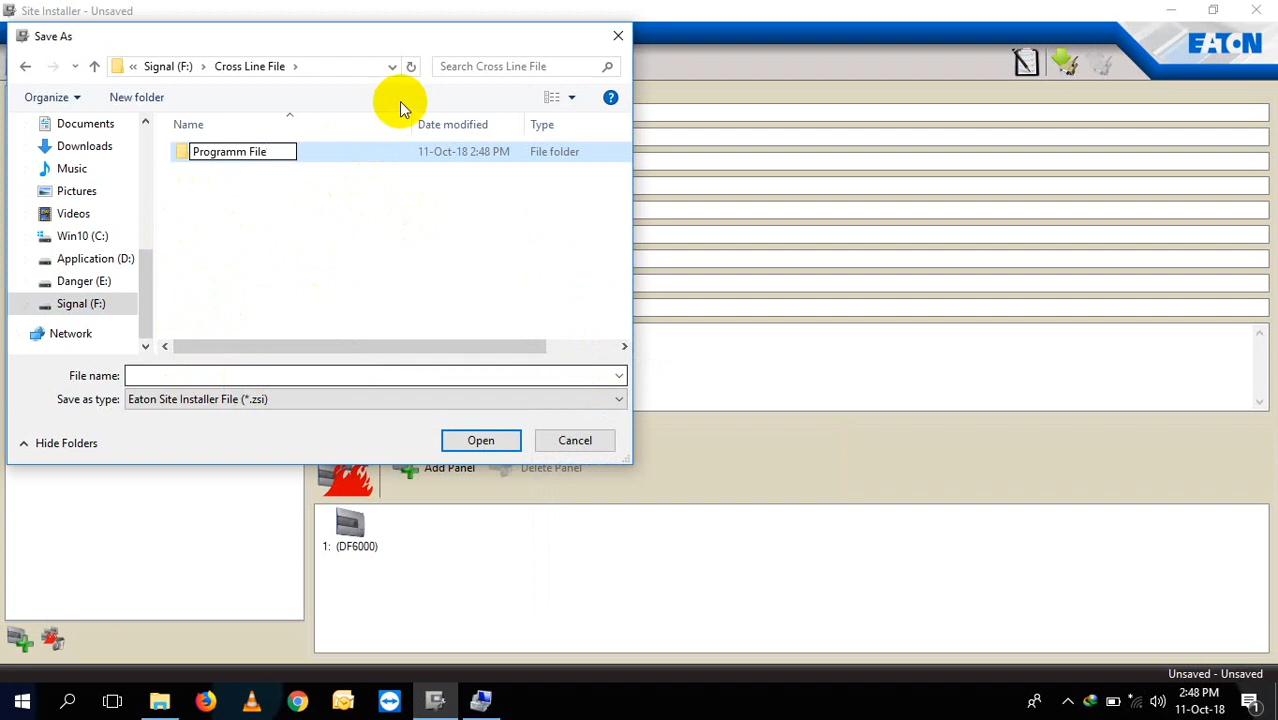 Site Installer - Unsaved
EATON
Save As
« Signal (F:) > Cross Line File >
Search Cross Line File
Organize
New folder
?
Name
Date modified
Type
Documents
Downloads
Music
Pictures
Videos
Win10 (C:)
Application (D:)
Danger (E:)
Signal (F:)
Network
Programm File
11-Oct-18 2:48 PM
File folder
File name:
Save as type:
Eaton Site Installer File (*.zsi)
Hide Folders
Open
Cancel
Add Panel
Delete Panel
1: (DF6000)
Unsaved - Unsaved
2:48 PM
11-Oct-18
1